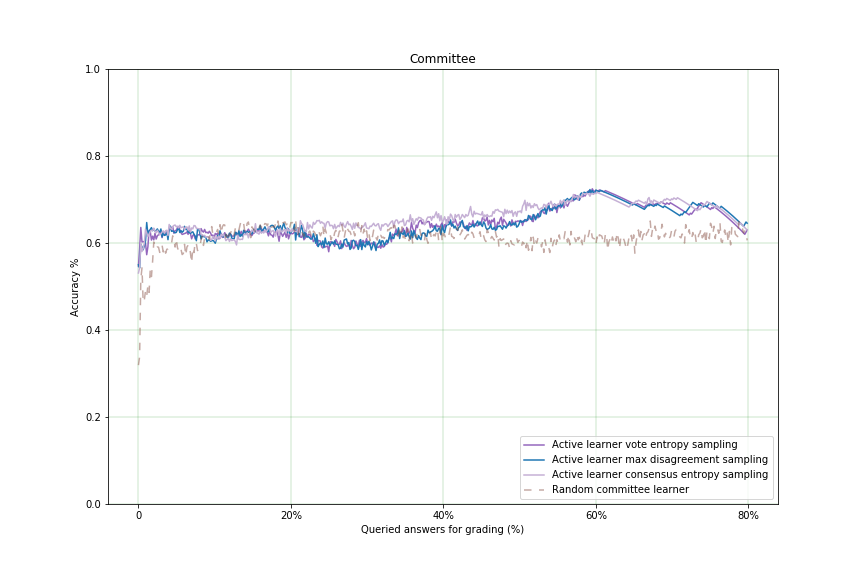 Committee
1.0
0.8
0.6
0.4
0.2
0.0
Accuracy %
0 20% 40% 60% 80%
Queried answers for grading (%)
Active learner vote entropy sampling
Active learner max disagreement sampling
Active learner consensus entropy sampling
Random committee learner